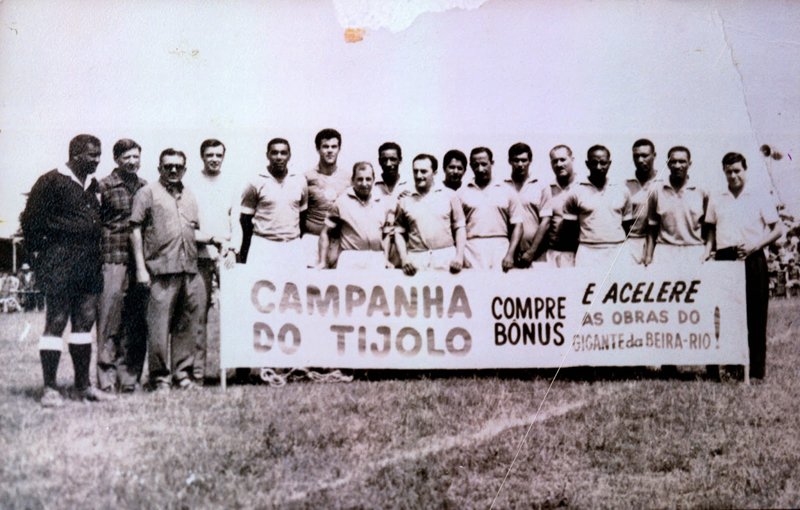 CAMPANHA
DO TIJOLO
COMPRE
BÔNUS
E ACELERE
AS OBRAS DO
GIGANTE da BEIRA-RIO!